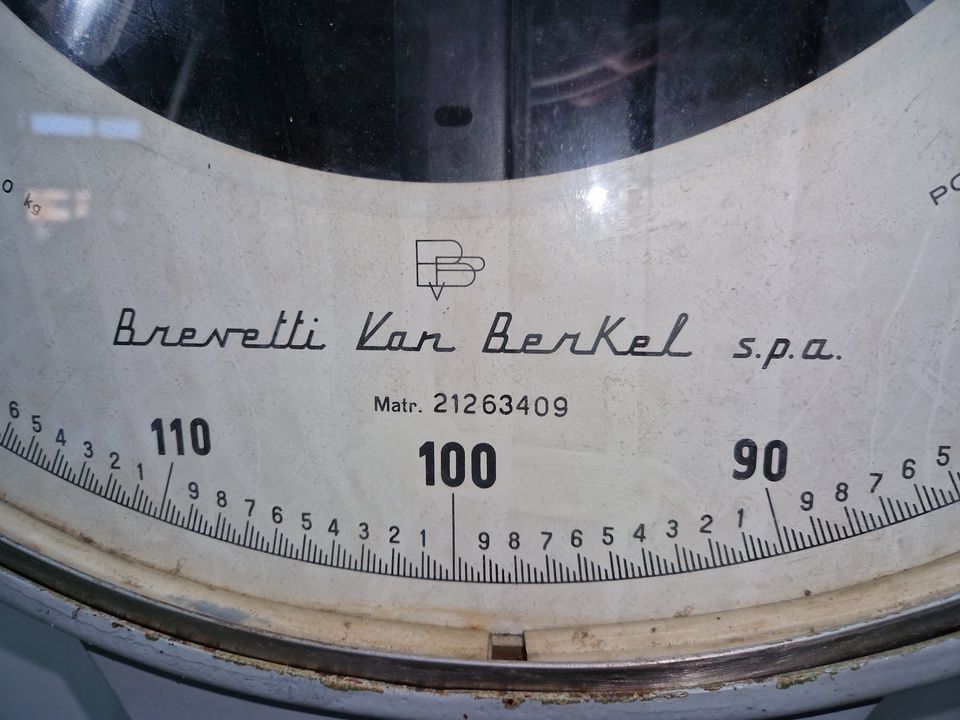 0 kg
BV
Brevetti Van Berkel s.p.a.
Matr. 21263409
110 100 90
6 5 4 3 2 1 9 8 7 6 5 4 3 2 1 9 8 7 6 5 4 3 2 1 9 8 7 6 5